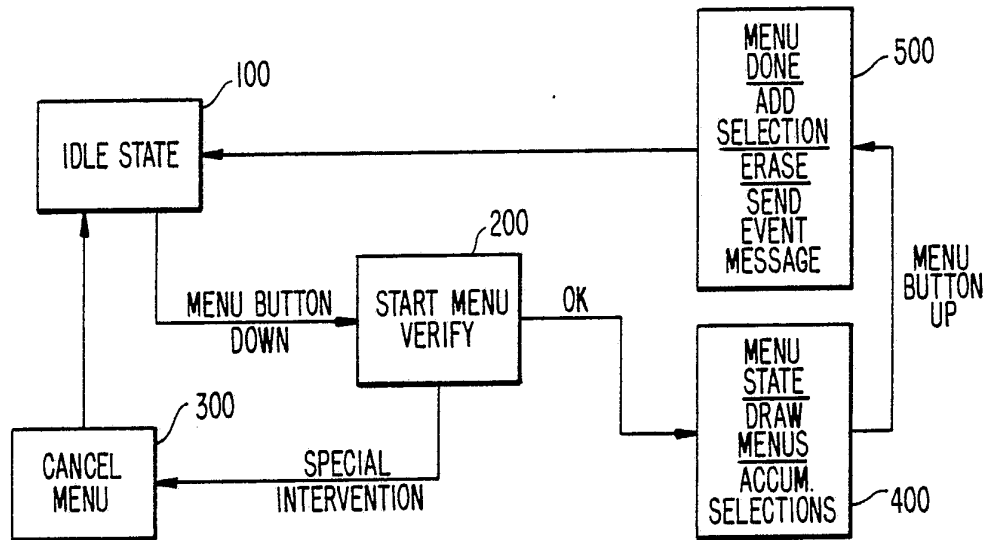 100
IDLE STATE
MENU BUTTON
DOWN
200
START MENU
VERIFY
OK
SPECIAL
INTERVENTION
300
CANCEL
MENU
MENU
STATE
DRAW
MENUS
ACCUM.
SELECTIONS
400
MENU
BUTTON
UP
MENU
DONE
ADD
SELECTION
ERASE
SEND
EVENT
MESSAGE
500